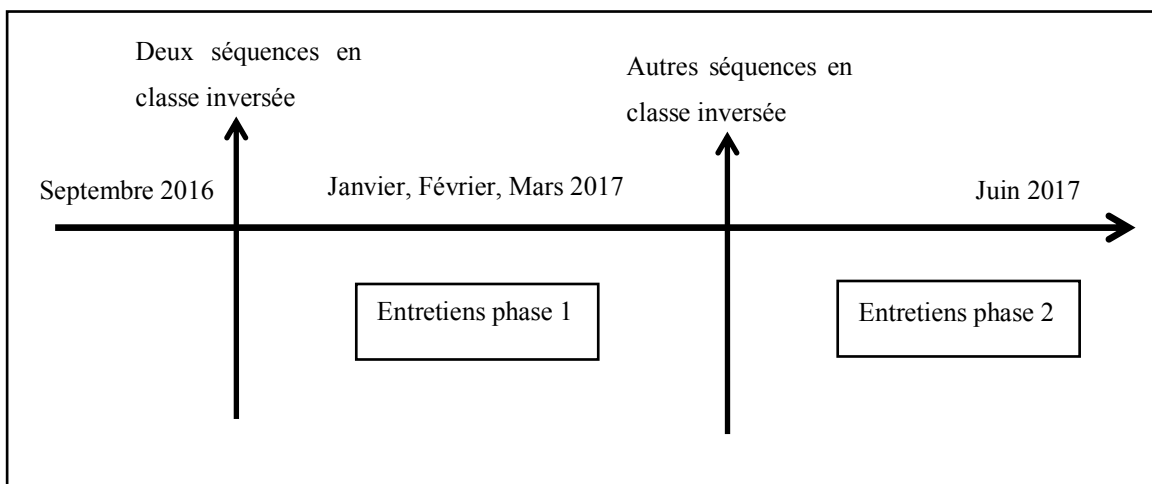 Deux séquences en
classe inversée
Autres séquences en
classe inversée
Septembre 2016
Janvier, Février, Mars 2017
Juin 2017
Entretiens phase 1
Entretiens phase 2